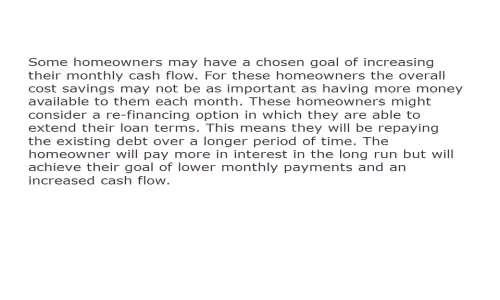 Some homeowners may have a chosen goal of increasing
their monthly cash flow. For these homeowners the overall
cost savings may not be as important as having more money
available to them each month. These homeowners might
consider a re-financing option in which they are able to
extend their loan terms. This means they will be repaying
the existing debt over a longer period of time. The
homeowner will pay more in interest in the long run but will
achieve their goal of lower monthly payments and an
increased cash flow.